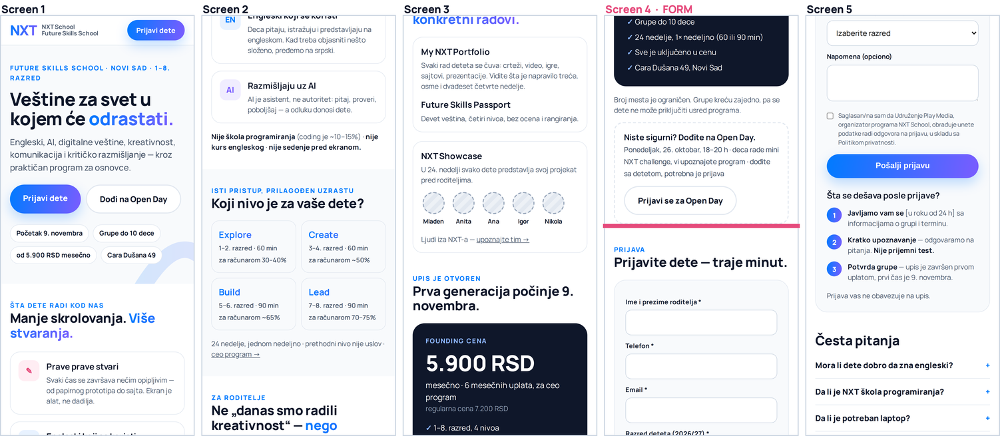 Screen 1
NXT
NXT School
Future Skills School
Prijavi dete
FUTURE SKILLS SCHOOL · NOVI SAD · 1–8.
RAZRED
Veštine za svet u
kojem će odrastati.
Engleski, AI, digitalne veštine, kreativnost,
komunikacija i kritičko razmišljanje — kroz
praktičan program za osnovce.
Prijavi dete
Dođi na Open Day
Početak 9. novembra
Grupe do 10 dece
od 5.900 RSD mesečno
Cara Dušana 49
ŠTA DETE RADI KOD NAS
Manje skrolovanja. Više
stvaranja.
Prave prave stvari
Svaki čas se završava nečim opipljivim —
od papirnog prototipa do sajta. Ekran je
alat, ne dadilja.
Screen 2
EN
Engleski koji se koristi
Deca pitaju, istražuju i predstavljaju na
engleskom. Kad treba objasniti nešto
složeno, pređemo na srpski.
AI
Razmišljaju uz AI
AI je asistent, ne autoritet: pitaj, proveri,
poboljšaj — a odluku donosi dete.
Nije škola programiranja (coding je ~10–15%) · nije
kurs engleskog · nije sedenje pred ekranom.
ISTI PRISTUP, PRILAGOĐEN UZRASTU
Koji nivo je za vaše dete?
Explore
1–2. razred · 60 min
za računarom 30–40%
Create
3–4. razred · 60 min
za računarom ~50%
Build
5–6. razred · 90 min
za računarom ~65%
Lead
7–8. razred · 90 min
za računarom 70–75%
24 nedelje, jednom nedeljno · prethodni nivo nije uslov ·
ceo program →
ZA RODITELJE
Ne „danas smo radili
kreativnost“ — nego
Screen 3
konkretni radovi.
My NXT Portfolio
Svaki rad deteta se čuva: crteži, video, igre,
sajtovi, prezentacije. Vidite šta je napravilo treće,
osme i dvadeset četvrte nedelje.
Future Skills Passport
Devet veština, četiri nivoa, bez ocena i rangiranja.
NXT Showcase
U 24. nedelji svako dete predstavlja svoj projekat
pred roditeljima.
Mladen
Anita
Ana
Igor
Nikola
Ljudi iza NXT-a — upoznajte tim →
UPIS JE OTVOREN
Prva generacija počinje 9.
novembra.
FOUNDING CENA
5.900 RSD
mesečno · 6 mesečnih uplata, za ceo
program
regularna cena 7.200 RSD
✓ 1–8. razred, 4 nivoa
Screen 4 · FORM
✓ Grupe do 10 dece
✓ 24 nedelje, 1× nedeljno (60 ili 90 min)
✓ Sve je uključeno u cenu
✓ Cara Dušana 49, Novi Sad
Broj mesta je ograničen. Grupe kreću zajedno, pa se
dete ne može priključiti usred programa.
Niste sigurni? Dođite na Open Day.
Ponedeljak, 26. oktobar, 18–20 h · deca rade mini
NXT challenge, vi upoznajete program · dođite
sa detetom, potrebna je prijava
Prijavi se za Open Day
PRIJAVA
Prijavite dete — traje minut.
Ime i prezime roditelja *
Telefon *
Email *
Razred deteta (2026/27) *
Screen 5
Izaberite razred
Napomena (opciono)
Saglasan/na sam da Udruženje Play Media,
organizator programa NXT School, obrađuje unete
podatke radi odgovora na prijavu, u skladu sa
Politikom privatnosti.
Pošalji prijavu
Šta se dešava posle prijave?
1
Javljamo vam se [u roku od 24 h] sa
informacijama o grupi i terminu.
2
Kratko upoznavanje — odgovaramo na
pitanja. Nije prijemni test.
3
Potvrda grupe — upis je završen prvom
uplatom, prvi čas je 9. novembra.
Prijava vas ne obavezuje na upis.
Česta pitanja
Mora li dete dobro da zna engleski? +
Da li je NXT škola programiranja? +
Da li je potreban laptop? +